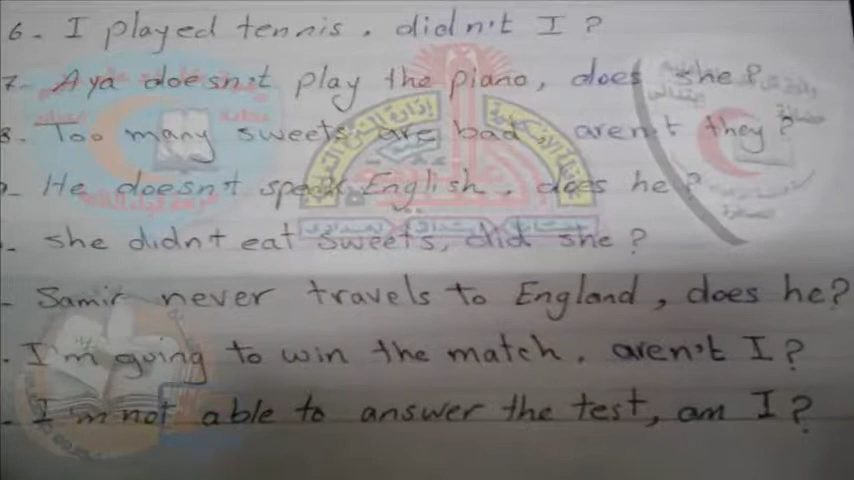 6- I played tennis, didn't I?
7- Aya doesn't play the piano, does she?
8- Too many sweets are bad aren't they?
- He doesn't speak English, does he?
- she didn't eat sweets, did she?
- Samir never travels to England, does he?
- I'm going to win the match, aren't I?
- I'm not able to answer the test, am I?